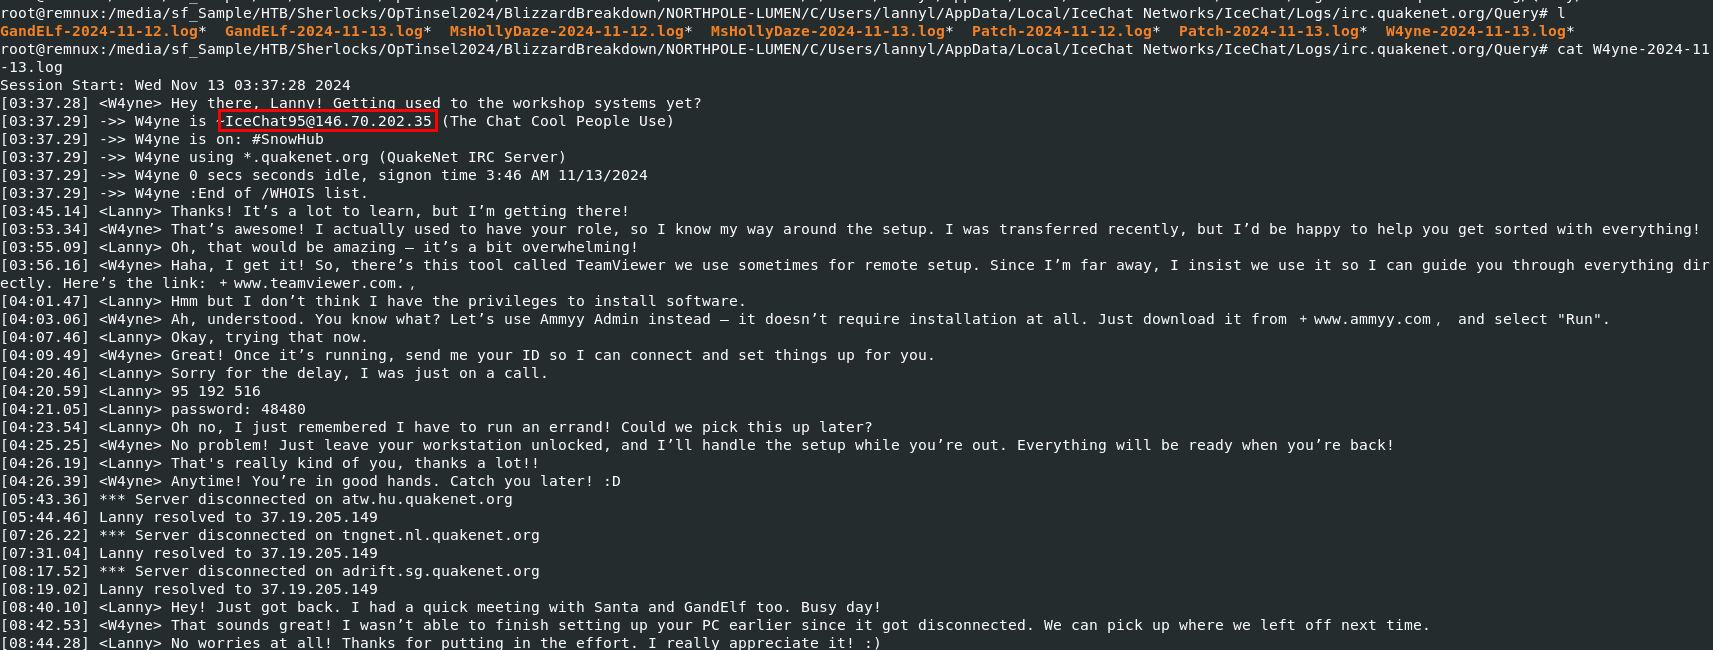 root@remnux:/media/sf_Sample/HTB/Sherlocks/OpTinsel2024/BlizzardBreakdown/NORTHPOLE-LUMEN/C/Users/lannyl/AppData/Local/IceChat Networks/IceChat/Logs/irc.quakenet.org/Query# l
GandELf-2024-11-12.log*  GandELf-2024-11-13.log*  MsHollyDaze-2024-11-12.log*  MsHollyDaze-2024-11-13.log*  Patch-2024-11-12.log*  Patch-2024-11-13.log*  W4yne-2024-11-13.log*
root@remnux:/media/sf_Sample/HTB/Sherlocks/OpTinsel2024/BlizzardBreakdown/NORTHPOLE-LUMEN/C/Users/lannyl/AppData/Local/IceChat Networks/IceChat/Logs/irc.quakenet.org/Query# cat W4yne-2024-11
-13.log
Session Start: Wed Nov 13 03:37:28 2024
[03:37.28] <W4yne> Hey there, Lanny! Getting used to the workshop systems yet?
[03:37.29] ->> W4yne is ~IceChat95@146.70.202.35 (The Chat Cool People Use)
[03:37.29] ->> W4yne is on: #SnowHub
[03:37.29] ->> W4yne using *.quakenet.org (QuakeNet IRC Server)
[03:37.29] ->> W4yne 0 secs seconds idle, signon time 3:46 AM 11/13/2024
[03:37.29] ->> W4yne :End of /WHOIS list.
[03:45.14] <Lanny> Thanks! It’s a lot to learn, but I’m getting there!
[03:53.34] <W4yne> That’s awesome! I actually used to have your role, so I know my way around the setup. I was transferred recently, but I’d be happy to help you get sorted with everything!
[03:55.09] <Lanny> Oh, that would be amazing — it’s a bit overwhelming!
[03:56.16] <W4yne> Haha, I get it! So, there’s this tool called TeamViewer we use sometimes for remote setup. Since I’m far away, I insist we use it so I can guide you through everything dir
ectly. Here’s the link: +www.teamviewer.com.,
[04:01.47] <Lanny> Hmm but I don’t think I have the privileges to install software.
[04:03.06] <W4yne> Ah, understood. You know what? Let’s use Ammyy Admin instead — it doesn’t require installation at all. Just download it from +www.ammyy.com, and select "Run".
[04:07.46] <Lanny> Okay, trying that now.
[04:09.49] <W4yne> Great! Once it’s running, send me your ID so I can connect and set things up for you.
[04:20.46] <Lanny> Sorry for the delay, I was just on a call.
[04:20.59] <Lanny> 95 192 516
[04:21.05] <Lanny> password: 48480
[04:23.54] <Lanny> Oh no, I just remembered I have to run an errand! Could we pick this up later?
[04:25.25] <W4yne> No problem! Just leave your workstation unlocked, and I’ll handle the setup while you’re out. Everything will be ready when you’re back!
[04:26.19] <Lanny> That's really kind of you, thanks a lot!!
[04:26.39] <W4yne> Anytime! You’re in good hands. Catch you later! :D
[05:43.36] *** Server disconnected on atw.hu.quakenet.org
[05:44.46] Lanny resolved to 37.19.205.149
[07:26.22] *** Server disconnected on tngnet.nl.quakenet.org
[07:31.04] Lanny resolved to 37.19.205.149
[08:17.52] *** Server disconnected on adrift.sg.quakenet.org
[08:19.02] Lanny resolved to 37.19.205.149
[08:40.10] <Lanny> Hey! Just got back. I had a quick meeting with Santa and GandElf too. Busy day!
[08:42.53] <W4yne> That sounds great! I wasn’t able to finish setting up your PC earlier since it got disconnected. We can pick up where we left off next time.
[08:44.28] <Lanny> No worries at all! Thanks for putting in the effort. I really appreciate it! :)